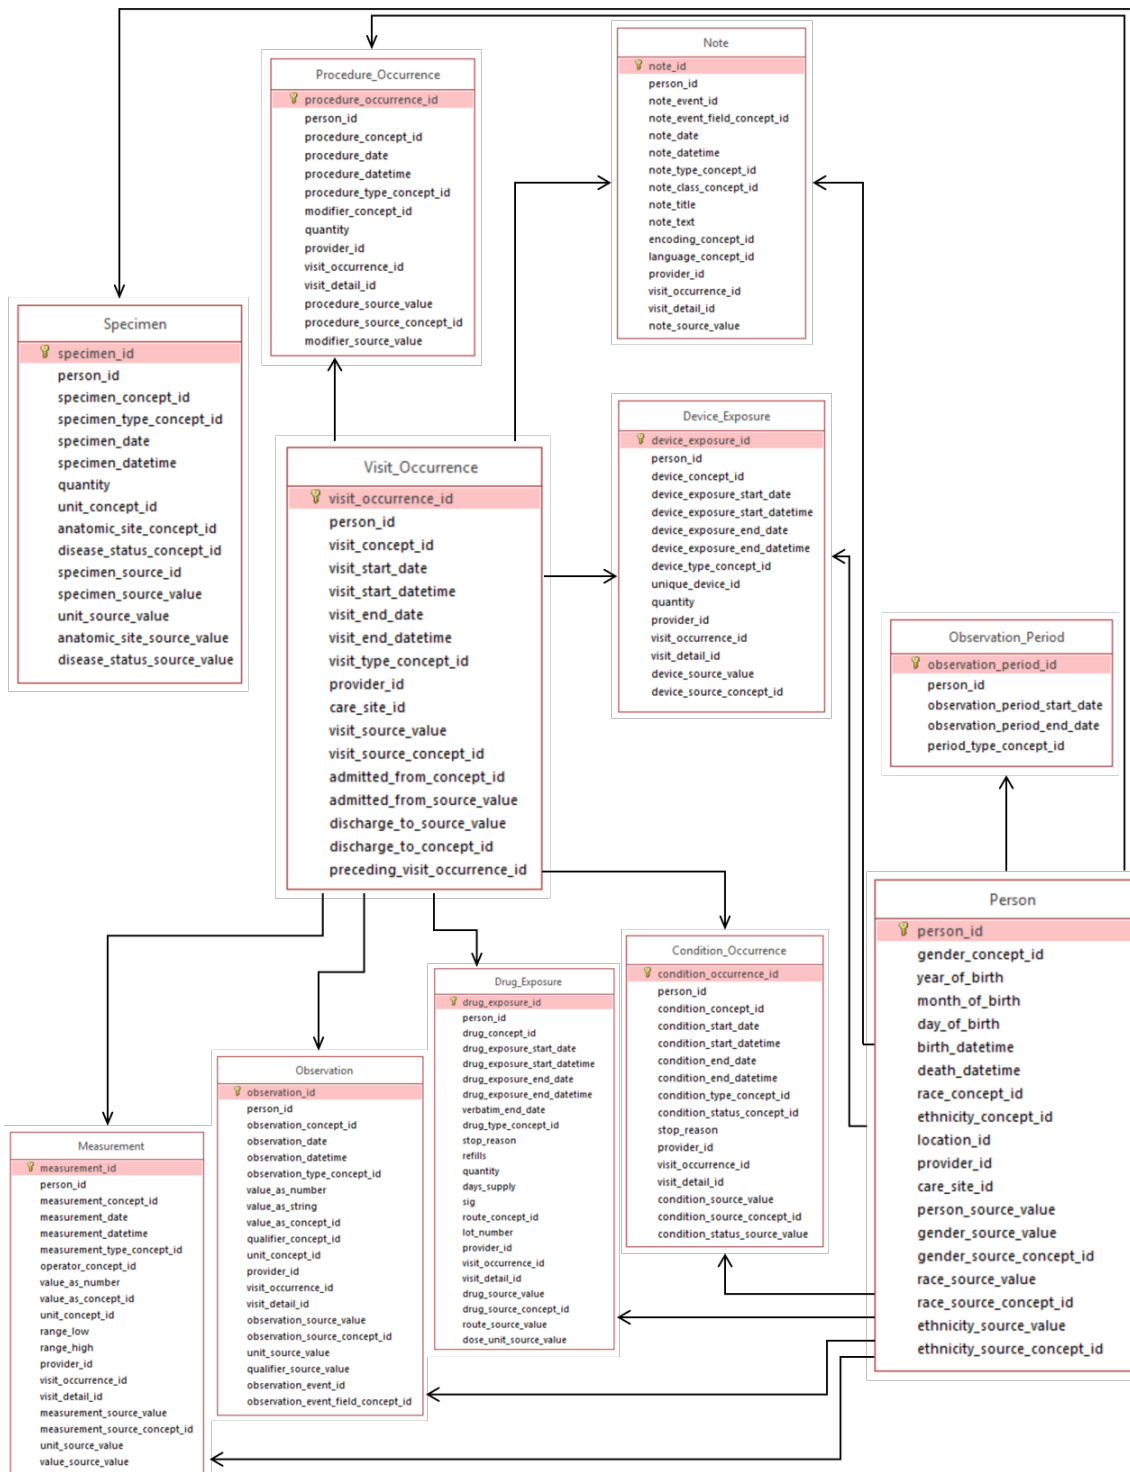 Procedure_Occurrence
procedure_occurrence_id
person_id
procedure_concept_id
procedure_date
procedure_datetime
procedure_type_concept_id
modifier_concept_id
quantity
provider_id
visit_occurrence_id
visit_detail_id
procedure_source_value
procedure_source_concept_id
modifier_source_value
Note
note_id
person_id
note_event_id
note_event_field_concept_id
note_date
note_datetime
note_type_concept_id
note_class_concept_id
note_title
note_text
encoding_concept_id
language_concept_id
provider_id
visit_occurrence_id
visit_detail_id
note_source_value
Specimen
specimen_id
person_id
specimen_concept_id
specimen_type_concept_id
specimen_date
specimen_datetime
quantity
unit_concept_id
anatomic_site_concept_id
disease_status_concept_id
specimen_source_id
specimen_source_value
unit_source_value
anatomic_site_source_value
disease_status_source_value
Visit_Occurrence
visit_occurrence_id
person_id
visit_concept_id
visit_start_date
visit_start_datetime
visit_end_date
visit_end_datetime
visit_type_concept_id
provider_id
care_site_id
visit_source_value
visit_source_concept_id
admitted_from_concept_id
admitted_from_source_value
discharge_to_source_value
discharge_to_concept_id
preceding_visit_occurrence_id
Device_Exposure
device_exposure_id
person_id
device_concept_id
device_exposure_start_date
device_exposure_start_datetime
device_exposure_end_date
device_exposure_end_datetime
device_type_concept_id
unique_device_id
quantity
provider_id
visit_occurrence_id
visit_detail_id
device_source_value
device_source_concept_id
Observation_Period
observation_period_id
person_id
observation_period_start_date
observation_period_end_date
period_type_concept_id
Person
person_id
gender_concept_id
year_of_birth
month_of_birth
day_of_birth
birth_datetime
death_datetime
race_concept_id
ethnicity_concept_id
location_id
provider_id
care_site_id
person_source_value
gender_source_value
gender_source_concept_id
race_source_value
race_source_concept_id
ethnicity_source_value
ethnicity_source_concept_id
Condition_Occurrence
condition_occurrence_id
person_id
condition_concept_id
condition_start_date
condition_start_datetime
condition_end_date
condition_end_datetime
condition_type_concept_id
condition_status_concept_id
stop_reason
provider_id
visit_occurrence_id
visit_detail_id
condition_source_value
condition_source_concept_id
condition_status_source_value
Drug_Exposure
drug_exposure_id
person_id
drug_concept_id
drug_exposure_start_date
drug_exposure_start_datetime
drug_exposure_end_date
drug_exposure_end_datetime
verbatim_end_date
drug_type_concept_id
stop_reason
refills
quantity
days_supply
sig
route_concept_id
lot_number
provider_id
visit_occurrence_id
visit_detail_id
drug_source_value
drug_source_concept_id
route_source_value
dose_unit_source_value
Observation
observation_id
person_id
observation_concept_id
observation_date
observation_datetime
observation_type_concept_id
value_as_number
value_as_string
value_as_concept_id
qualifier_concept_id
unit_concept_id
provider_id
visit_occurrence_id
visit_detail_id
observation_source_value
observation_source_concept_id
unit_source_value
qualifier_source_value
observation_event_id
observation_event_field_concept_id
Measurement
measurement_id
person_id
measurement_concept_id
measurement_date
measurement_datetime
measurement_type_concept_id
operator_concept_id
value_as_number
value_as_concept_id
unit_concept_id
range_low
range_high
provider_id
visit_occurrence_id
visit_detail_id
measurement_source_value
measurement_source_concept_id
unit_source_value
value_source_value